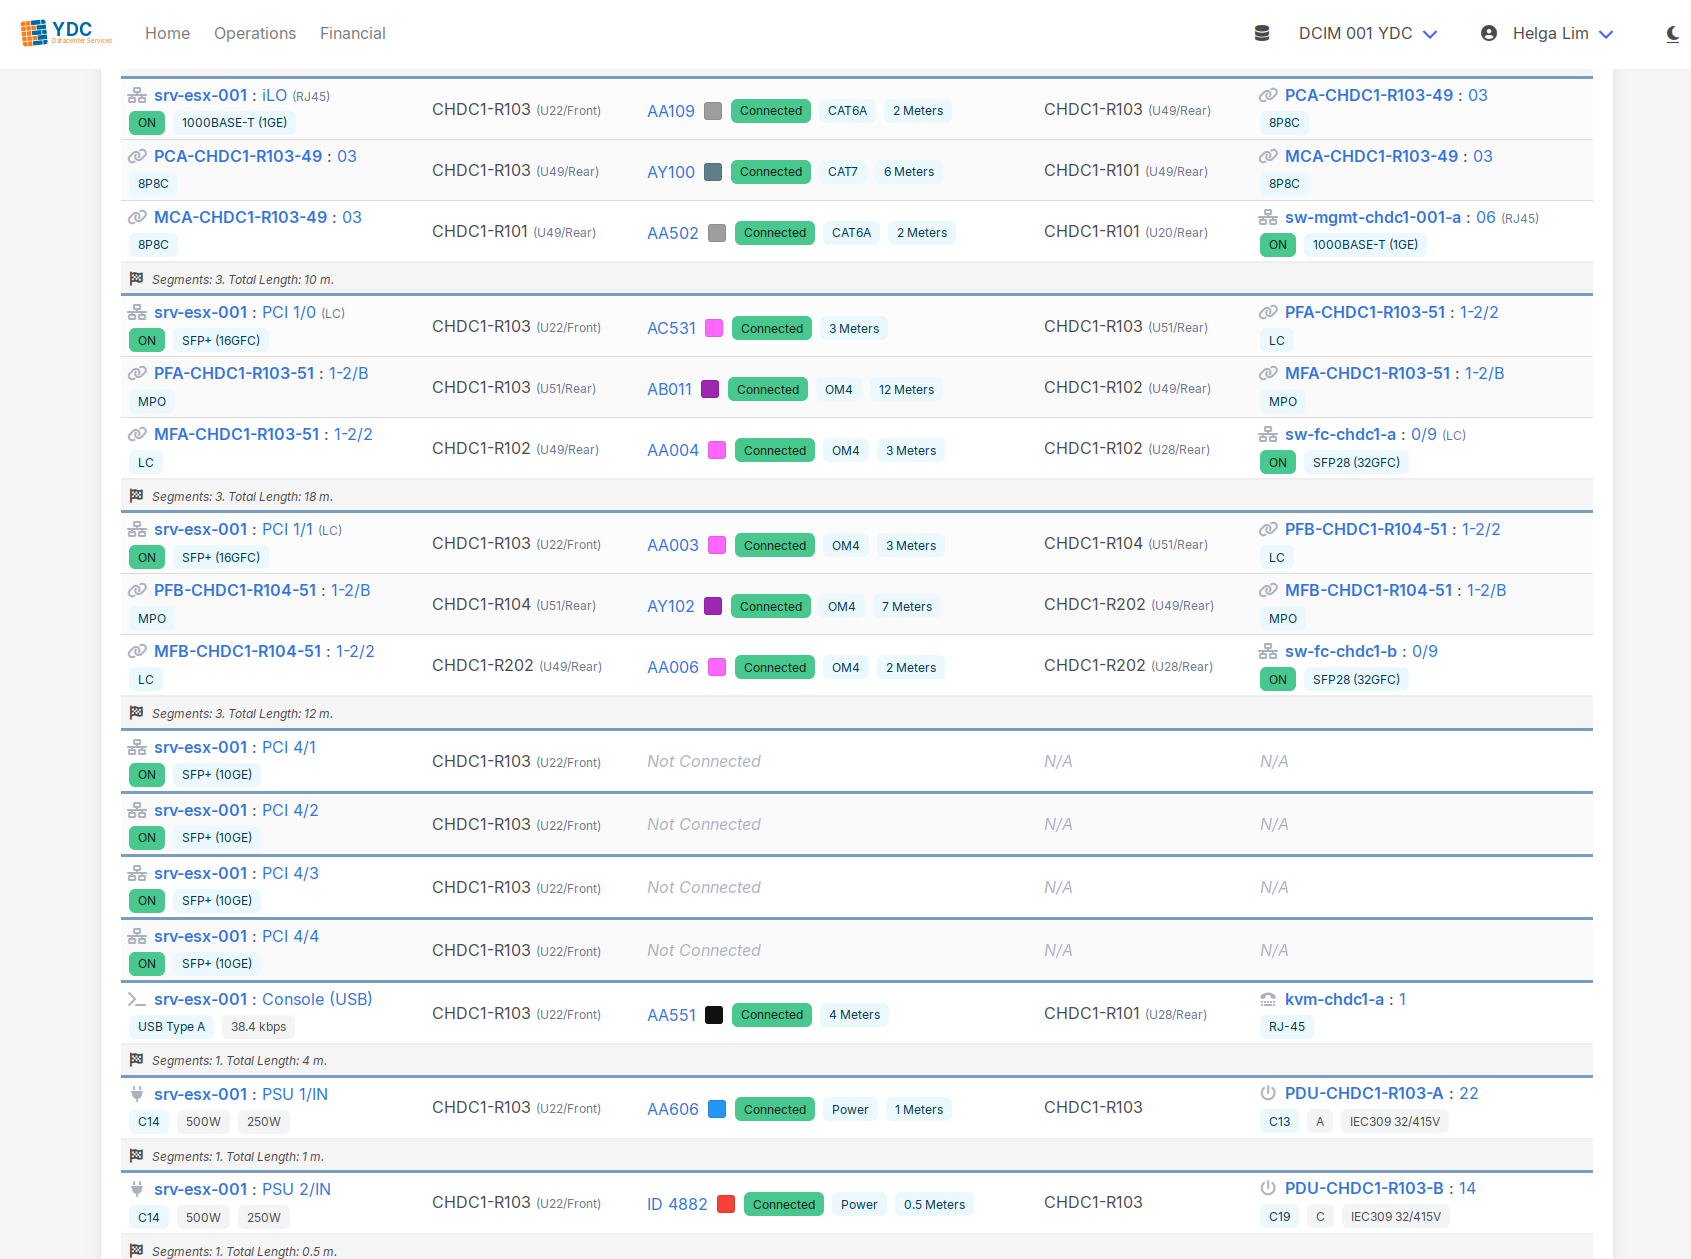 YDC
Datacenter Services
Home Operations Financial DCIM 001 YDC Helga Lim
srv-esx-001 : iLO (RJ45) CHDC1-R103 (U22/Front) AA109 Connected CAT6A 2 Meters CHDC1-R103 (U49/Rear) PCA-CHDC1-R103-49 : 03
ON 1000BASE-T (1GE) 8P8C
PCA-CHDC1-R103-49 : 03 CHDC1-R103 (U49/Rear) AY100 Connected CAT7 6 Meters CHDC1-R101 (U49/Rear) MCA-CHDC1-R103-49 : 03
8P8C 8P8C
MCA-CHDC1-R103-49 : 03 CHDC1-R101 (U49/Rear) AA502 Connected CAT6A 2 Meters CHDC1-R101 (U20/Rear) sw-mgmt-chdc1-001-a : 06 (RJ45)
8P8C ON 1000BASE-T (1GE)
Segments: 3. Total Length: 10 m.
srv-esx-001 : PCI 1/0 (LC) CHDC1-R103 (U22/Front) AC531 Connected 3 Meters CHDC1-R103 (U51/Rear) PFA-CHDC1-R103-51 : 1-2/2
ON SFP+ (16GFC) LC
PFA-CHDC1-R103-51 : 1-2/B CHDC1-R103 (U51/Rear) AB011 Connected OM4 12 Meters CHDC1-R102 (U49/Rear) MFA-CHDC1-R103-51 : 1-2/B
MPO MPO
MFA-CHDC1-R103-51 : 1-2/2 CHDC1-R102 (U49/Rear) AA004 Connected OM4 3 Meters CHDC1-R102 (U28/Rear) sw-fc-chdc1-a : 0/9 (LC)
LC ON SFP28 (32GFC)
Segments: 3. Total Length: 18 m.
srv-esx-001 : PCI 1/1 (LC) CHDC1-R103 (U22/Front) AA003 Connected OM4 3 Meters CHDC1-R104 (U51/Rear) PFB-CHDC1-R104-51 : 1-2/2
ON SFP+ (16GFC) LC
PFB-CHDC1-R104-51 : 1-2/B CHDC1-R104 (U51/Rear) AY102 Connected OM4 7 Meters CHDC1-R202 (U49/Rear) MFB-CHDC1-R104-51 : 1-2/B
MPO MPO
MFB-CHDC1-R104-51 : 1-2/2 CHDC1-R202 (U49/Rear) AA006 Connected OM4 2 Meters CHDC1-R202 (U28/Rear) sw-fc-chdc1-b : 0/9
LC ON SFP28 (32GFC)
Segments: 3. Total Length: 12 m.
srv-esx-001 : PCI 4/1 CHDC1-R103 (U22/Front) Not Connected N/A N/A
ON SFP+ (10GE)
srv-esx-001 : PCI 4/2 CHDC1-R103 (U22/Front) Not Connected N/A N/A
ON SFP+ (10GE)
srv-esx-001 : PCI 4/3 CHDC1-R103 (U22/Front) Not Connected N/A N/A
ON SFP+ (10GE)
srv-esx-001 : PCI 4/4 CHDC1-R103 (U22/Front) Not Connected N/A N/A
ON SFP+ (10GE)
srv-esx-001 : Console (USB) CHDC1-R103 (U22/Front) AA551 Connected 4 Meters CHDC1-R101 (U28/Rear) kvm-chdc1-a : 1
USB Type A 38.4 kbps RJ-45
Segments: 1. Total Length: 4 m.
srv-esx-001 : PSU 1/IN CHDC1-R103 (U22/Front) AA606 Connected Power 1 Meters CHDC1-R103 PDU-CHDC1-R103-A : 22
C14 500W 250W C13 A IEC309 32/415V
Segments: 1. Total Length: 1 m.
srv-esx-001 : PSU 2/IN CHDC1-R103 (U22/Front) ID 4882 Connected Power 0.5 Meters CHDC1-R103 PDU-CHDC1-R103-B : 14
C14 500W 250W C19 C IEC309 32/415V
Segments: 1. Total Length: 0.5 m.